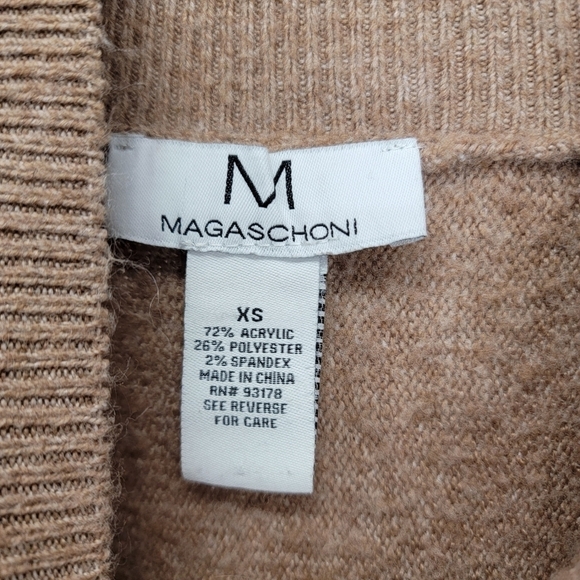 M
MAGASCHONI
XS
72% ACRYLIC
26% POLYESTER
2% SPANDEX
MADE IN CHINA
RN# 93178
SEE REVERSE
FOR CARE